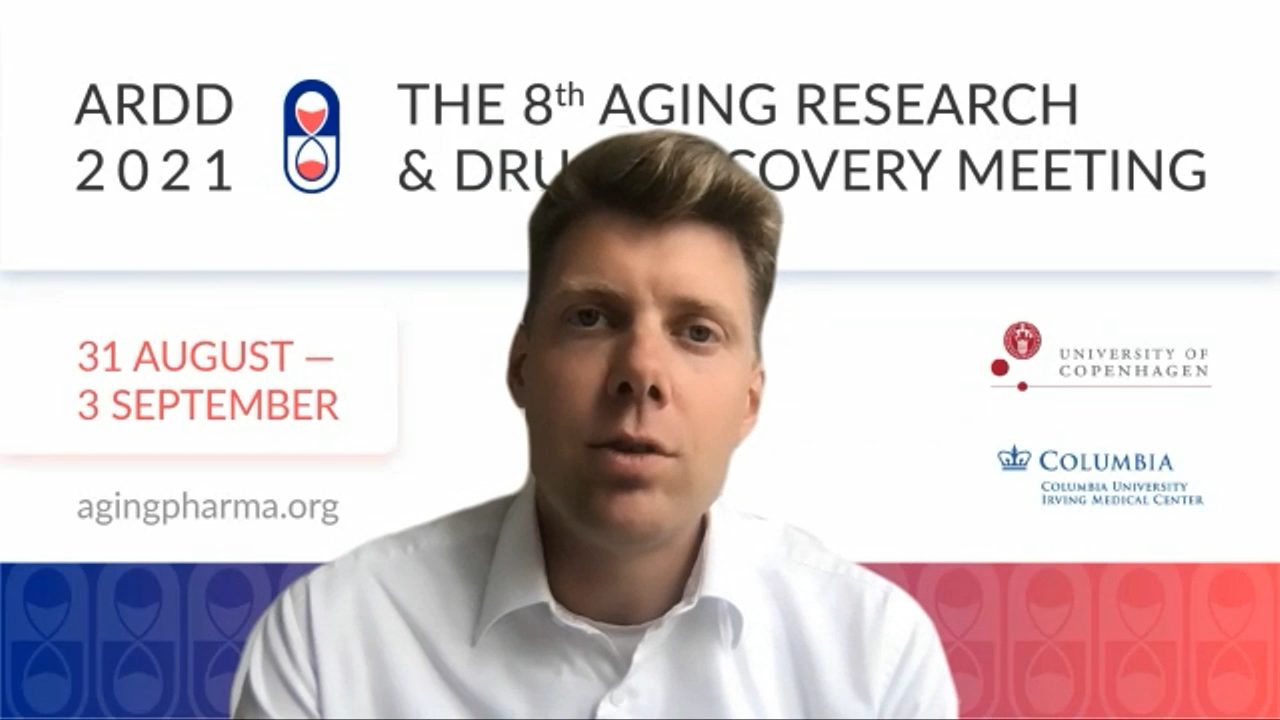 ARDD
2021
THE 8th AGING RESEARCH
& DRU COVERY MEETING
31 AUGUST —
3 SEPTEMBER
agingpharma.org
UNIVERSITY OF
COPENHAGEN
COLUMBIA
COLUMBIA UNIVERSITY
IRVING MEDICAL CENTER